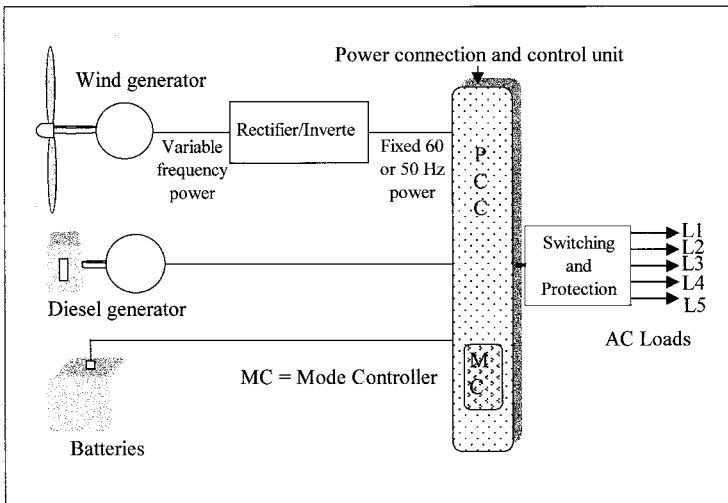 Power connection and control unit
Wind generator
Rectifier/Inverte
Variable
frequency
power
Fixed 60
or 50 Hz
power
P
C
C
Switching
and
Protection
L1
L2
L3
L4
L5
AC Loads
Diesel generator
MC = Mode Controller
M
C
Batteries